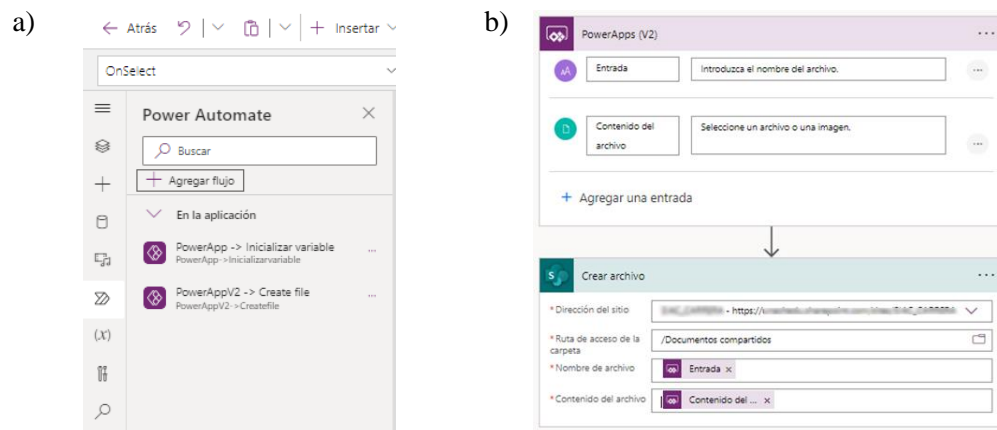 a)
Atrás
Insertar
OnSelect
Power Automate
Buscar
Agregar flujo
En la aplicación
PowerApp -> Inicializar variable
PowerApp->Inicializarvariable
PowerAppV2 -> Create file
PowerAppV2->Createfile
(x)
b)
PowerApps (V2)
Entrada
Introduzca el nombre del archivo.
Contenido del
archivo
Seleccione un archivo o una imagen.
+ Agregar una entrada
Crear archivo
*Dirección del sitio
- https://
*Ruta de acceso de la
carpeta
/Documentos compartidos
*Nombre de archivo
Entrada x
*Contenido del archivo
Contenido del ... x